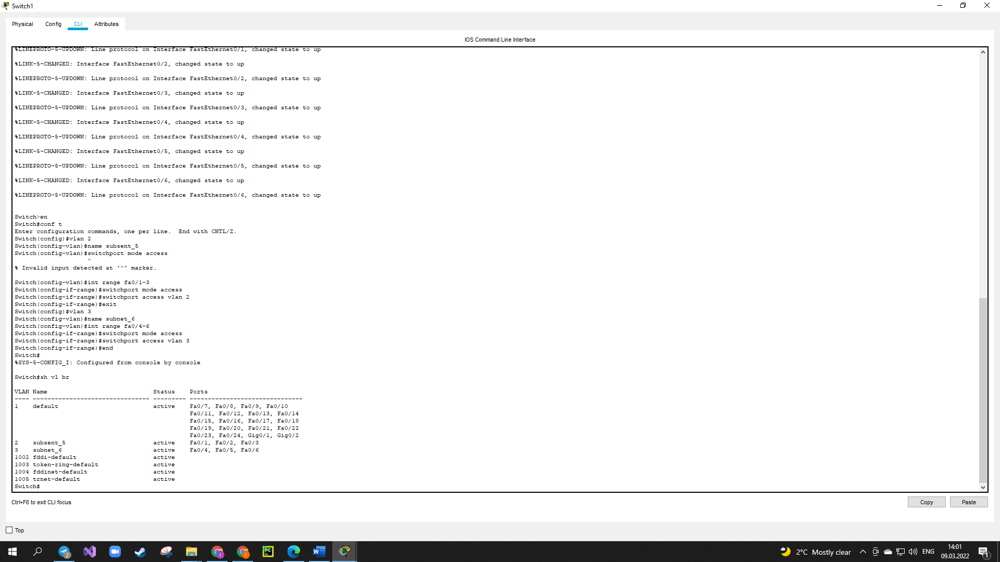 Switch1
Physical Config CLI Attributes
IOS Command Line Interface
%LINEPROTO-5-UPDOWN: Line protocol on Interface FastEthernet0/1, changed state to up
%LINK-5-CHANGED: Interface FastEthernet0/2, changed state to up
%LINEPROTO-5-UPDOWN: Line protocol on Interface FastEthernet0/2, changed state to up
%LINK-5-CHANGED: Interface FastEthernet0/3, changed state to up
%LINEPROTO-5-UPDOWN: Line protocol on Interface FastEthernet0/3, changed state to up
%LINK-5-CHANGED: Interface FastEthernet0/4, changed state to up
%LINEPROTO-5-UPDOWN: Line protocol on Interface FastEthernet0/4, changed state to up
%LINK-5-CHANGED: Interface FastEthernet0/5, changed state to up
%LINEPROTO-5-UPDOWN: Line protocol on Interface FastEthernet0/5, changed state to up
%LINK-5-CHANGED: Interface FastEthernet0/6, changed state to up
%LINEPROTO-5-UPDOWN: Line protocol on Interface FastEthernet0/6, changed state to up
Switch>en
Switch#conf t
Enter configuration commands, one per line. End with CNTL/Z.
Switch(config)#vlan 2
Switch(config-vlan)#name subsent_5
Switch(config-vlan)#switchport mode access
^
% Invalid input detected at '^' marker.
Switch(config-vlan)#int range fa0/1-3
Switch(config-if-range)#switchport mode access
Switch(config-if-range)#switchport access vlan 2
Switch(config-if-range)#exit
Switch(config)#vlan 3
Switch(config-vlan)#name subnet_6
Switch(config-vlan)#int range fa0/4-6
Switch(config-if-range)#switchport mode access
Switch(config-if-range)#switchport access vlan 3
Switch(config-if-range)#end
Switch#
%SYS-5-CONFIG_I: Configured from console by console
Switch#sh vl br
VLAN Name Status Ports
---- -------------------------------- --------- -------------------------------
1 default active Fa0/7, Fa0/8, Fa0/9, Fa0/10
Fa0/11, Fa0/12, Fa0/13, Fa0/14
Fa0/15, Fa0/16, Fa0/17, Fa0/18
Fa0/19, Fa0/20, Fa0/21, Fa0/22
Fa0/23, Fa0/24, Gig0/1, Gig0/2
2 subsent_5 active Fa0/1, Fa0/2, Fa0/3
3 subnet_6 active Fa0/4, Fa0/5, Fa0/6
1002 fddi-default active
1003 token-ring-default active
1004 fddinet-default active
1005 trnet-default active
Switch#
Ctrl+F6 to exit CLI focus
Copy Paste
Top
2°C Mostly clear ENG 14:01
09.03.2022